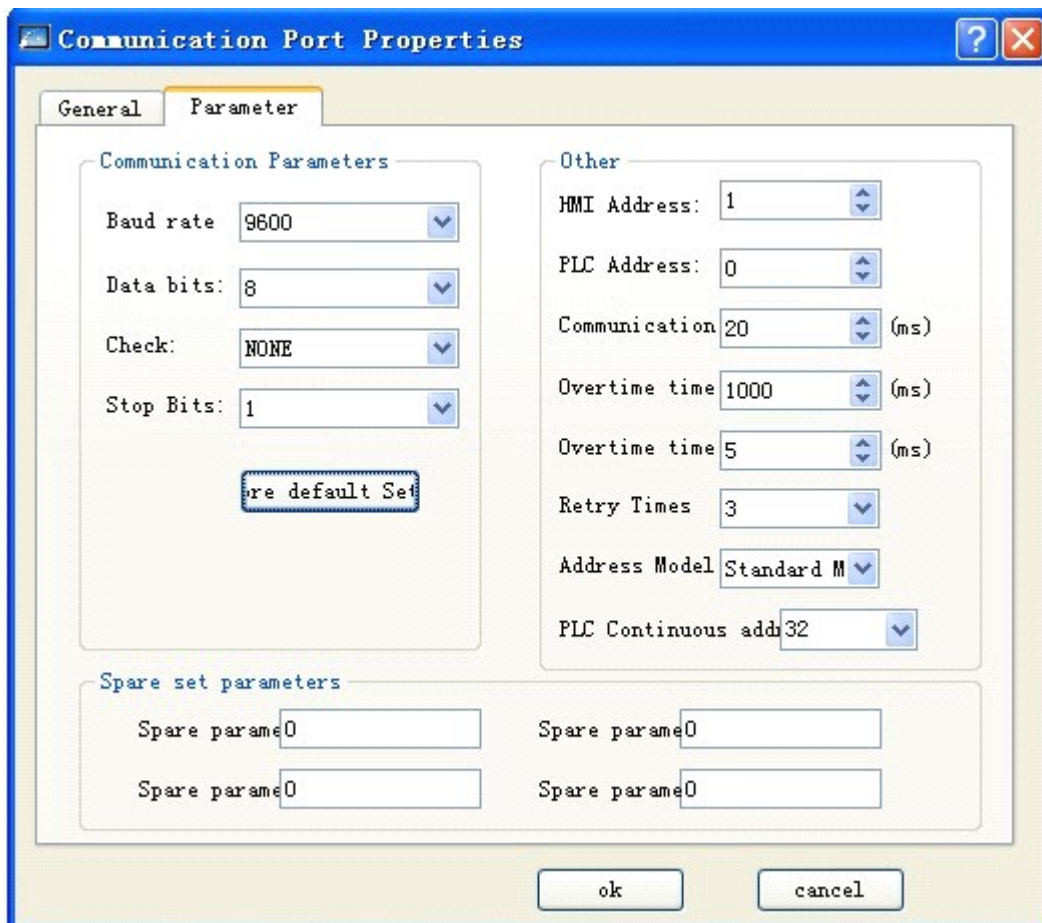 Communication Port Properties
General
Parameter
Communication Parameters
Baud rate 9600
Data bits: 8
Check: NONE
Stop Bits: 1
re default Set
Other
HMI Address: 1
PLC Address: 0
Communication 20 (ms)
Overtime time 1000 (ms)
Overtime time 5 (ms)
Retry Times 3
Address Model Standard M
PLC Continuous add 32
Spare set parameters
Spare parame 0
Spare parame 0
Spare parame 0
Spare parame 0
ok
cancel